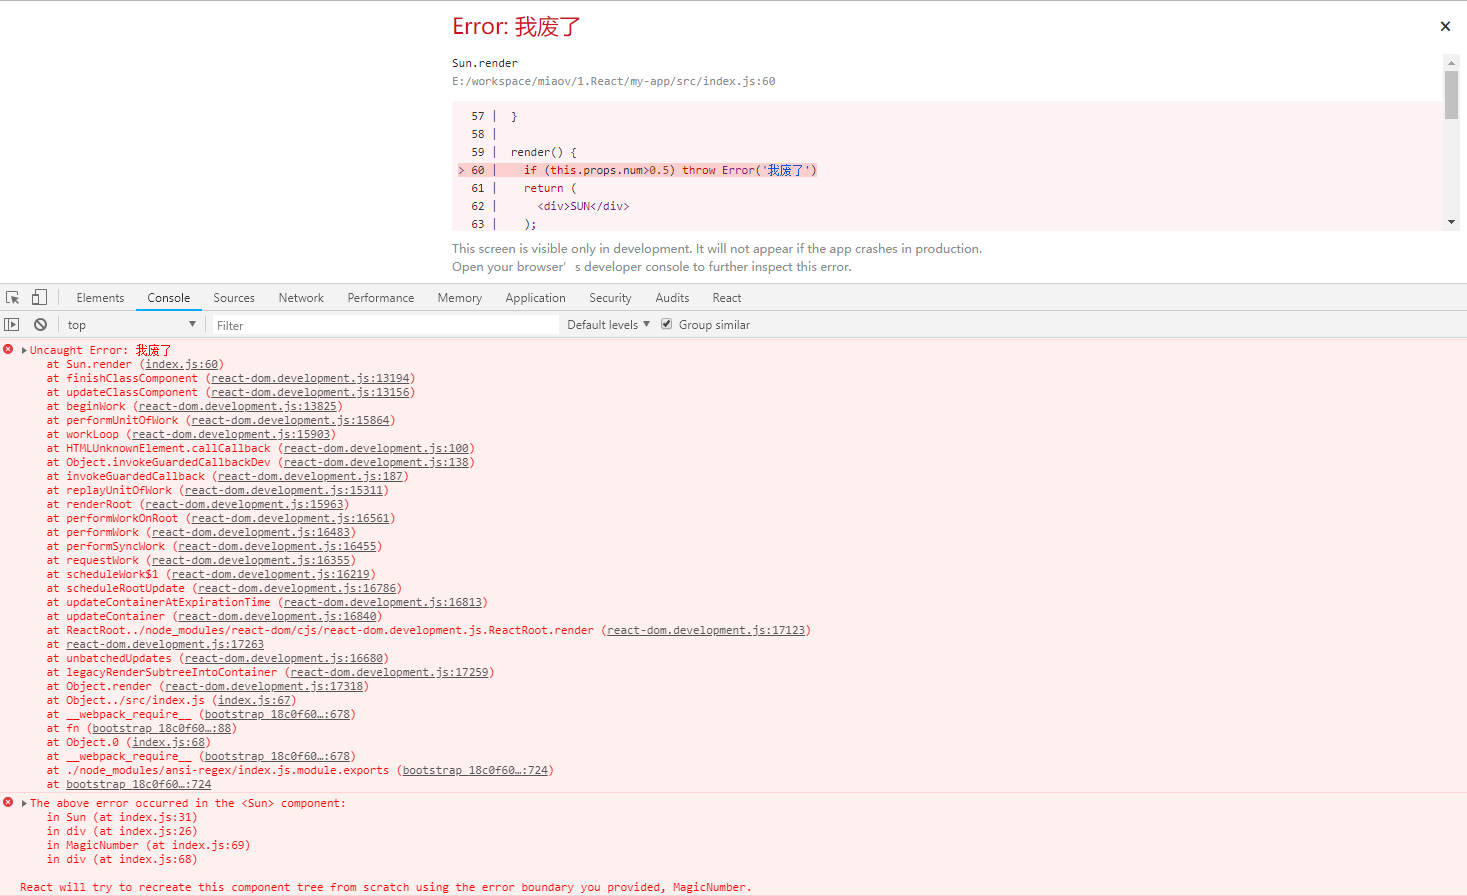 Error: 我废了
Sun.render
E:/workspace/miaov/1.React/my-app/src/index.js:60
57 |  }
58 |
59 |  render() {
> 60 |    if (this.props.num>0.5) throw Error('我废了')
61 |    return (
62 |      <div>SUN</div>
63 |    );
This screen is visible only in development. It will not appear if the app crashes in production.
Open your browser’s developer console to further inspect this error.
Elements Console Sources Network Performance Memory Application Security Audits React
top Filter Default levels Group similar
Uncaught Error: 我废了
at Sun.render (index.js:60)
at finishClassComponent (react-dom.development.js:13194)
at updateClassComponent (react-dom.development.js:13156)
at beginWork (react-dom.development.js:13825)
at performUnitOfWork (react-dom.development.js:15864)
at workLoop (react-dom.development.js:15903)
at HTMLUnknownElement.callCallback (react-dom.development.js:100)
at Object.invokeGuardedCallbackDev (react-dom.development.js:138)
at invokeGuardedCallback (react-dom.development.js:187)
at replayUnitOfWork (react-dom.development.js:15311)
at renderRoot (react-dom.development.js:15963)
at performWorkOnRoot (react-dom.development.js:16561)
at performWork (react-dom.development.js:16483)
at performSyncWork (react-dom.development.js:16455)
at requestWork (react-dom.development.js:16355)
at scheduleWork$1 (react-dom.development.js:16219)
at scheduleRootUpdate (react-dom.development.js:16786)
at updateContainerAtExpirationTime (react-dom.development.js:16813)
at updateContainer (react-dom.development.js:16840)
at ReactRoot../node_modules/react-dom/cjs/react-dom.development.js.ReactRoot.render (react-dom.development.js:17123)
at react-dom.development.js:17263
at unbatchedUpdates (react-dom.development.js:16680)
at legacyRenderSubtreeIntoContainer (react-dom.development.js:17259)
at Object.render (react-dom.development.js:17318)
at Object../src/index.js (index.js:67)
at __webpack_require__ (bootstrap 18c0f60…:678)
at fn (bootstrap 18c0f60…:88)
at Object.0 (index.js:68)
at __webpack_require__ (bootstrap 18c0f60…:678)
at ./node_modules/ansi-regex/index.js.module.exports (bootstrap 18c0f60…:724)
at bootstrap 18c0f60…:724
The above error occurred in the <Sun> component:
in Sun (at index.js:31)
in div (at index.js:26)
in MagicNumber (at index.js:69)
in div (at index.js:68)
React will try to recreate this component tree from scratch using the error boundary you provided, MagicNumber.